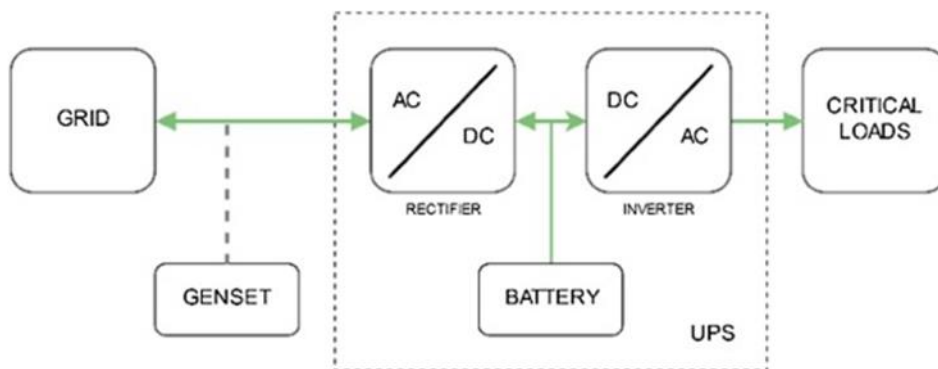 GRID
AC
DC
RECTIFIER
DC
AC
INVERTER
CRITICAL
LOADS
GENSET
BATTERY
UPS